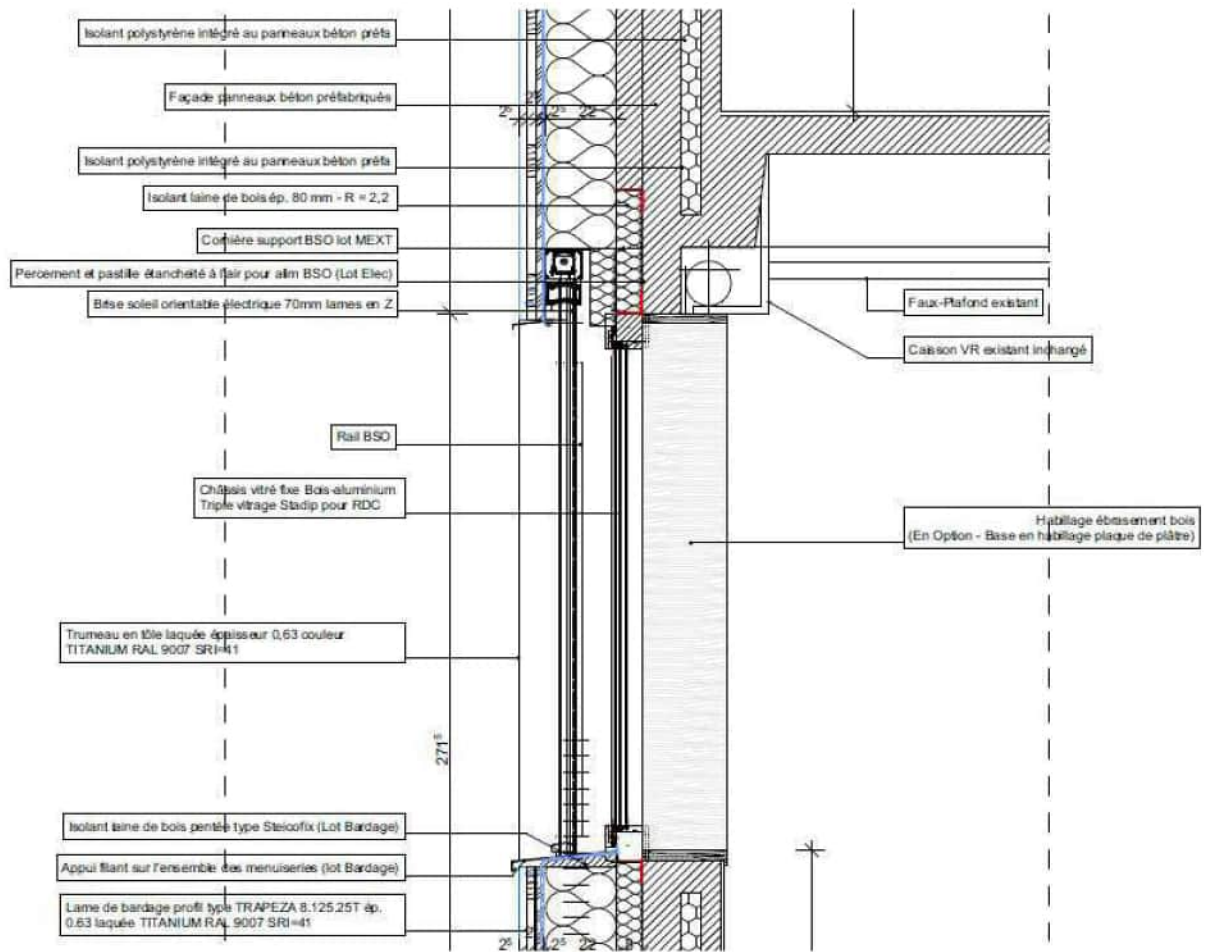 Isolant polystyrène intégré au panneaux béton préfa
Façade panneaux béton préfabriqués
2⁵ 2⁵ 2⁵ 22
Isolant polystyrène intégré au panneaux béton préfa
Isolant laine de bois ép. 80 mm - R = 2,2
Cornière support BSO lot MEXT
Percement et pastille étanchéité à l'air pour alim BSO (Lot Elec)
Brise soleil orientable électrique 70mm lames en Z
Faux-Plafond existant
Caisson VR existant inchangé
Rail BSO
Châssis vitré fixe Bois-aluminium
Triple vitrage Stadip pour RDC
Habillage ébrasement bois
(En Option - Base en habillage plaque de plâtre)
Trumeau en tôle laquée épaisseur 0,63 couleur
TITANIUM RAL 9007 SRI=41
271⁵
Isolant laine de bois pentée type Steicofix (Lot Bardage)
Appui filant sur l'ensemble des menuiseries (lot Bardage)
Lame de bardage profil type TRAPEZA 8.125.25T ép.
0.63 laquée TITANIUM RAL 9007 SRI=41
2⁵ 2⁵ 22